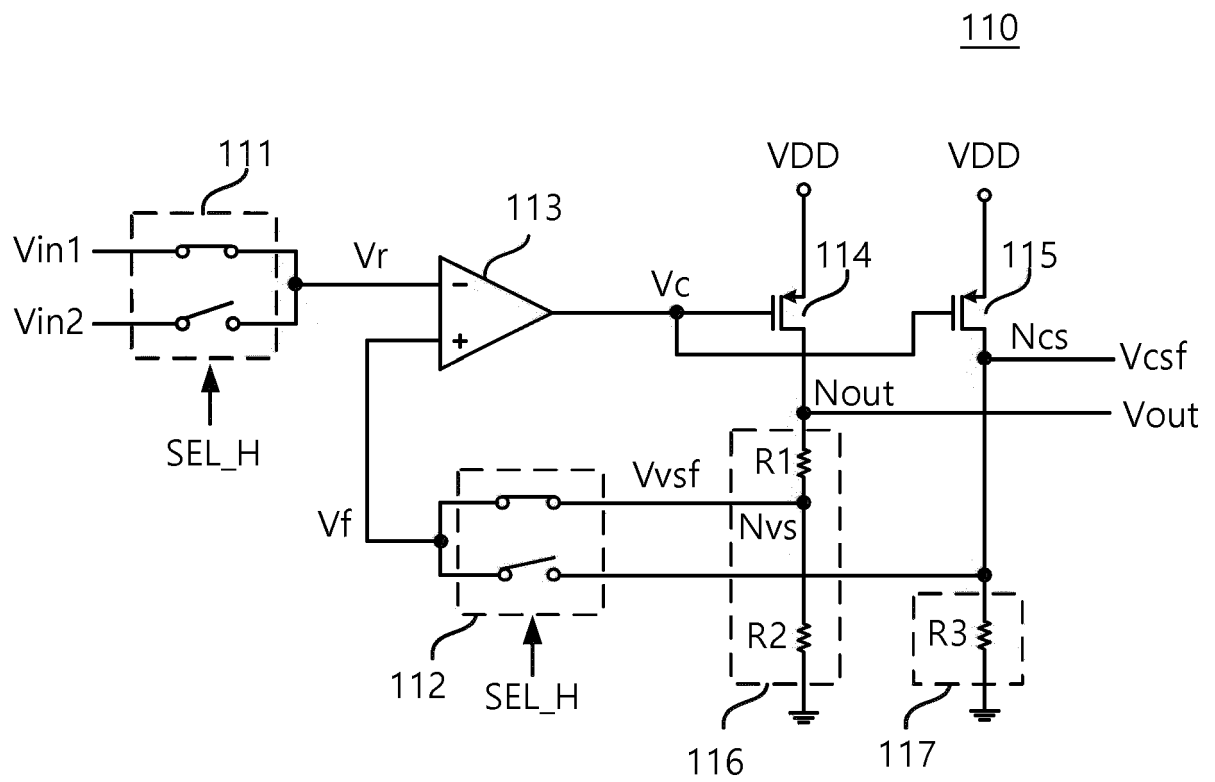 110
111
VDD
VDD
113
Vin1
Vr
114
115
Vc
Vin2
−
+
Ncs
Vcsf
Nout
Vout
SEL_H
R1
Vvsf
Vf
Nvs
R2
R3
112
SEL_H
116
117